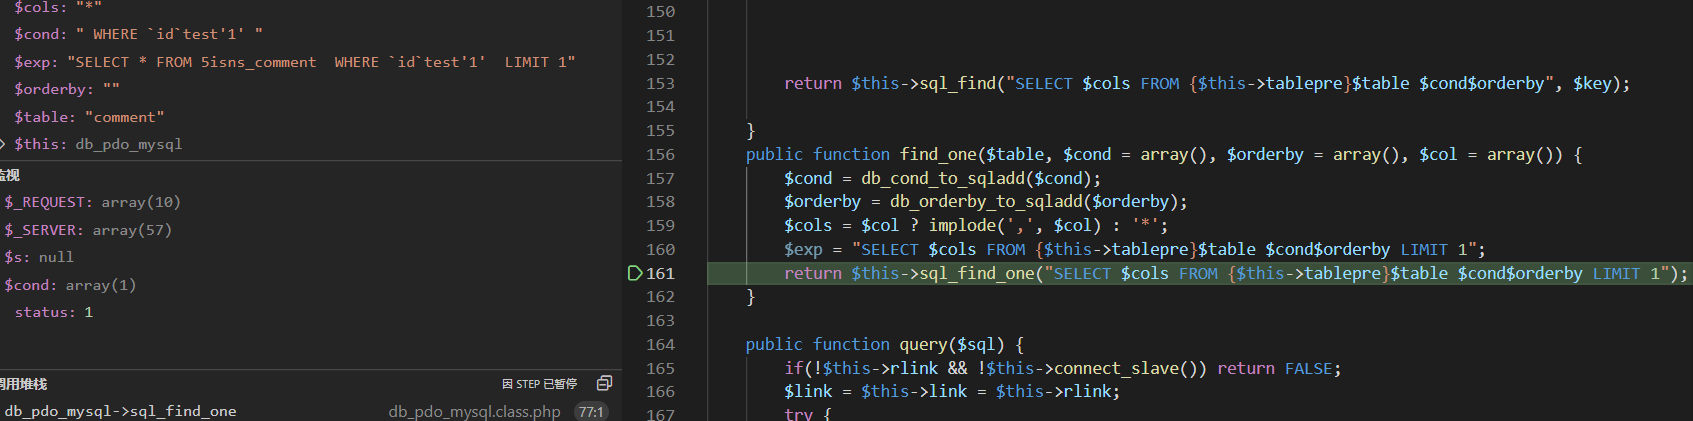 $cols: "*"
$cond: " WHERE `id`test'1' "
$exp: "SELECT * FROM 5isns_comment  WHERE `id`test'1'  LIMIT 1"
$orderby: ""
$table: "comment"
$this: db_pdo_mysql
监视
$_REQUEST: array(10)
$_SERVER: array(57)
$s: null
$cond: array(1)
status: 1
调用堆栈
因 STEP 已暂停
db_pdo_mysql->sql_find_one
db_pdo_mysql.class.php
77:1
150
151
152
153 return $this->sql_find("SELECT $cols FROM {$this->tablepre}$table $cond$orderby", $key);
154
155 }
156 public function find_one($table, $cond = array(), $orderby = array(), $col = array()) {
157 $cond = db_cond_to_sqladd($cond);
158 $orderby = db_orderby_to_sqladd($orderby);
159 $cols = $col ? implode(',', $col) : '*';
160 $exp = "SELECT $cols FROM {$this->tablepre}$table $cond$orderby LIMIT 1";
161 return $this->sql_find_one("SELECT $cols FROM {$this->tablepre}$table $cond$orderby LIMIT 1");
162 }
163
164 public function query($sql) {
165 if(!$this->rlink && !$this->connect_slave()) return FALSE;
166 $link = $this->link = $this->rlink;
167 try {